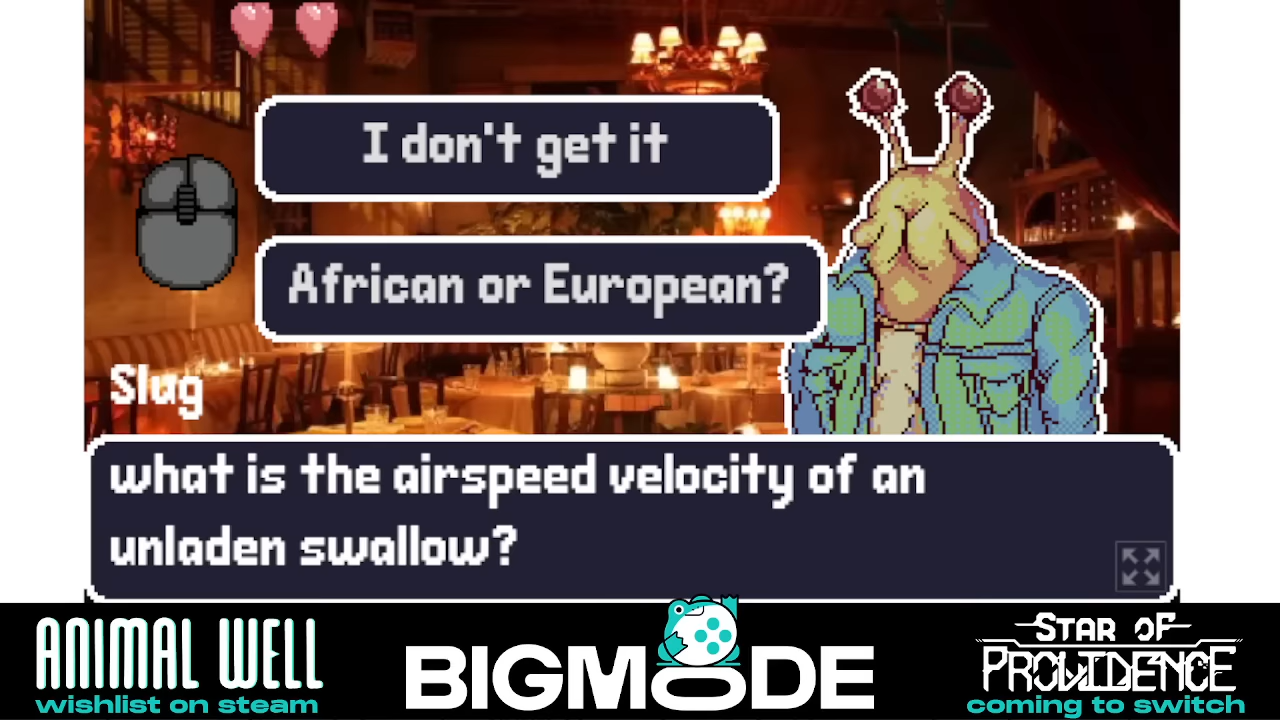 I don't get it
African or European?
Slug
what is the airspeed velocity of an
unladen swallow?
ANIMAL WELL
wishlist on steam
BIGMODE
STAR OF
PROVIDENCE
coming to switch